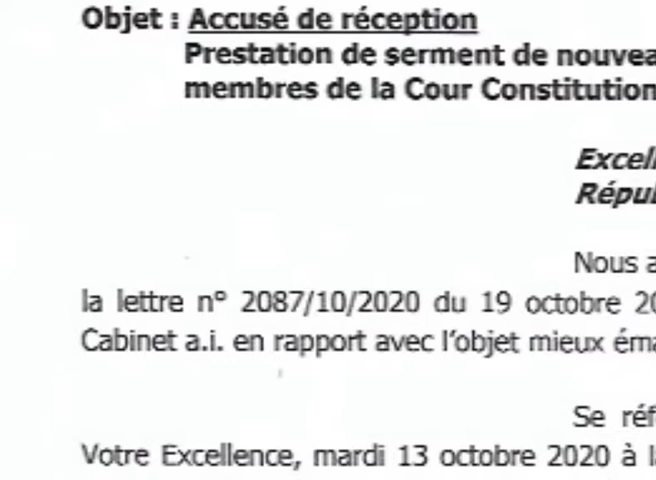 Objet : Accusé de réception
Prestation de serment de nouvea
membres de la Cour Constitution
Excell
Répul
Nous a
la lettre n° 2087/10/2020 du 19 octobre 20
Cabinet a.i. en rapport avec l'objet mieux éma
Se réf
Votre Excellence, mardi 13 octobre 2020 à la